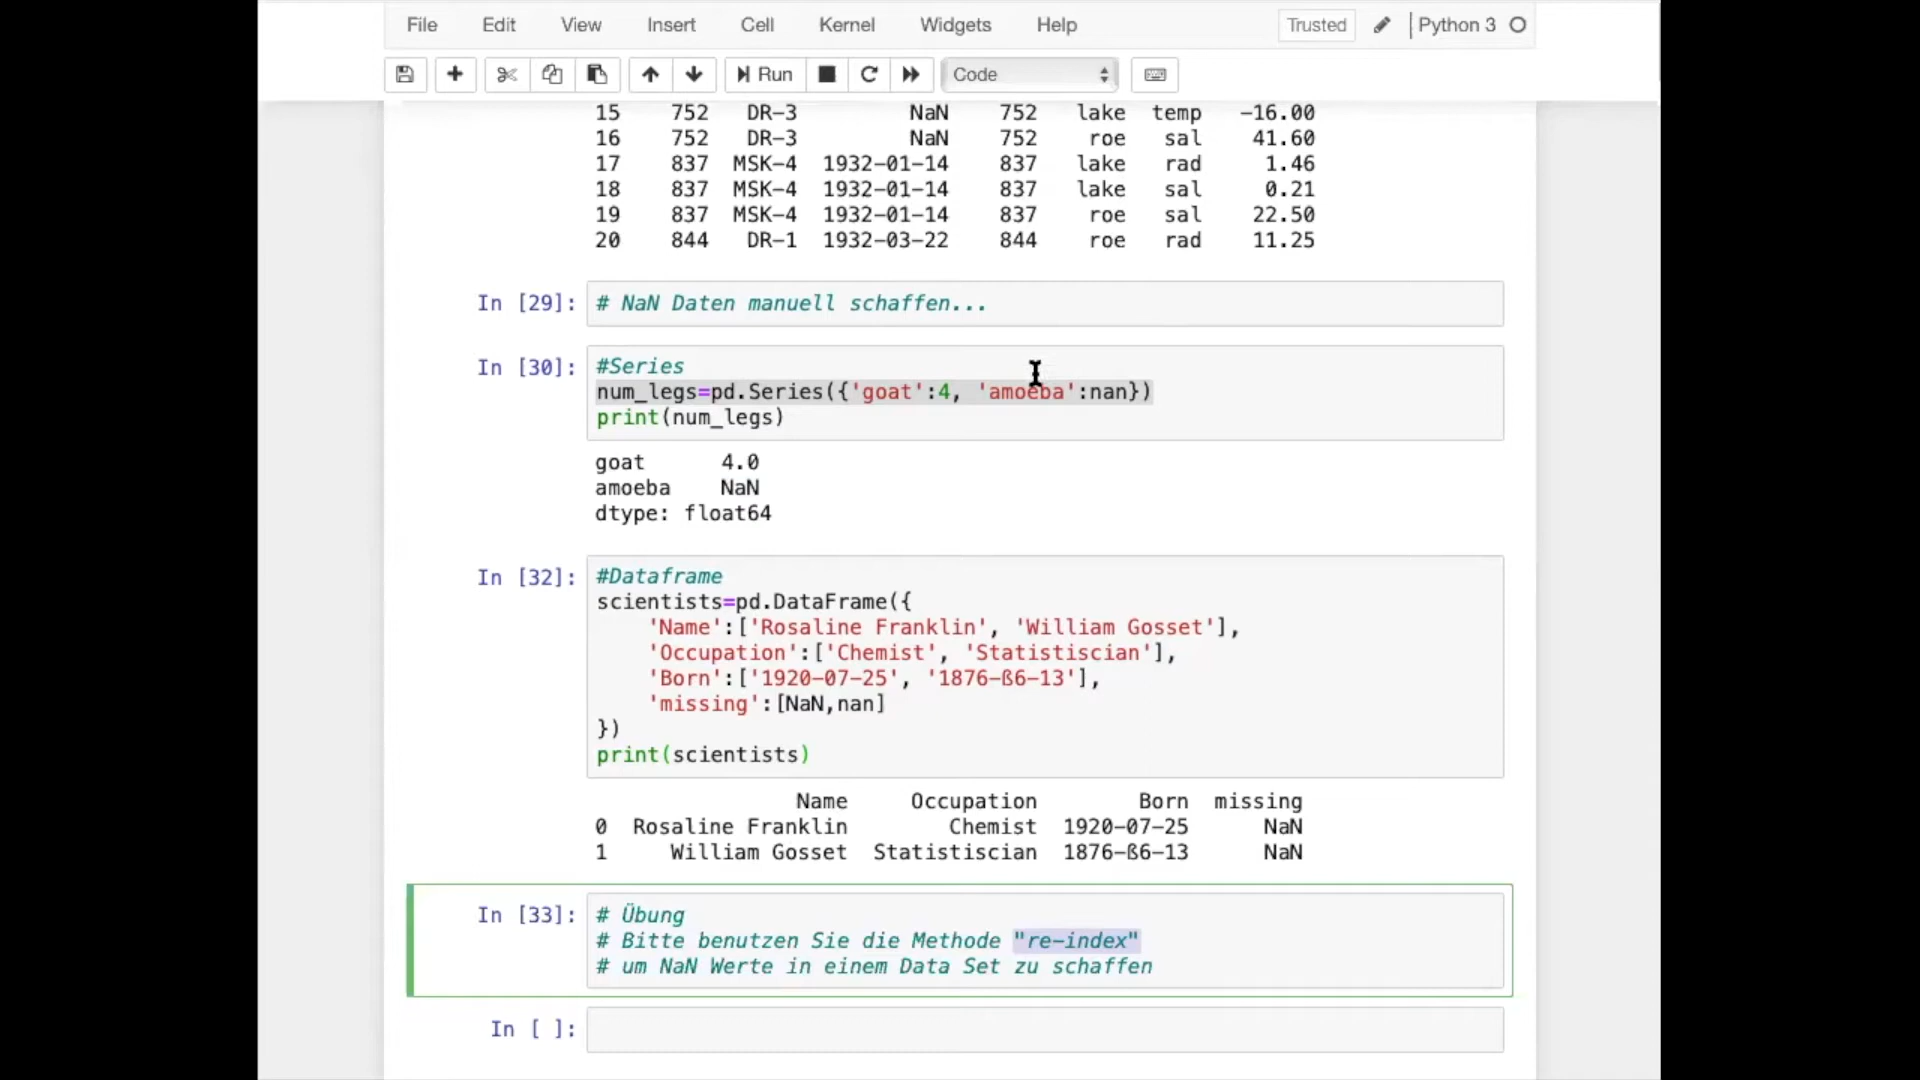 File Edit View Insert Cell Kernel Widgets Help Trusted Python 3
Run Code
15 752 DR-3 NaN 752 lake temp -16.00
16 752 DR-3 NaN 752 roe sal 41.60
17 837 MSK-4 1932-01-14 837 lake rad 1.46
18 837 MSK-4 1932-01-14 837 lake sal 0.21
19 837 MSK-4 1932-01-14 837 roe sal 22.50
20 844 DR-1 1932-03-22 844 roe rad 11.25
In [29]: # NaN Daten manuell schaffen...
In [30]: #Series
num_legs=pd.Series({'goat':4, 'amoeba':nan})
print(num_legs)
goat 4.0
amoeba NaN
dtype: float64
In [32]: #Dataframe
scientists=pd.DataFrame({
'Name':['Rosaline Franklin', 'William Gosset'],
'Occupation':['Chemist', 'Statistiscian'],
'Born':['1920-07-25', '1876-ß6-13'],
'missing':[NaN,nan]
})
print(scientists)
Name Occupation Born missing
0 Rosaline Franklin Chemist 1920-07-25 NaN
1 William Gosset Statistiscian 1876-ß6-13 NaN
In [33]: # Übung
# Bitte benutzen Sie die Methode "re-index"
# um NaN Werte in einem Data Set zu schaffen
In [ ]: